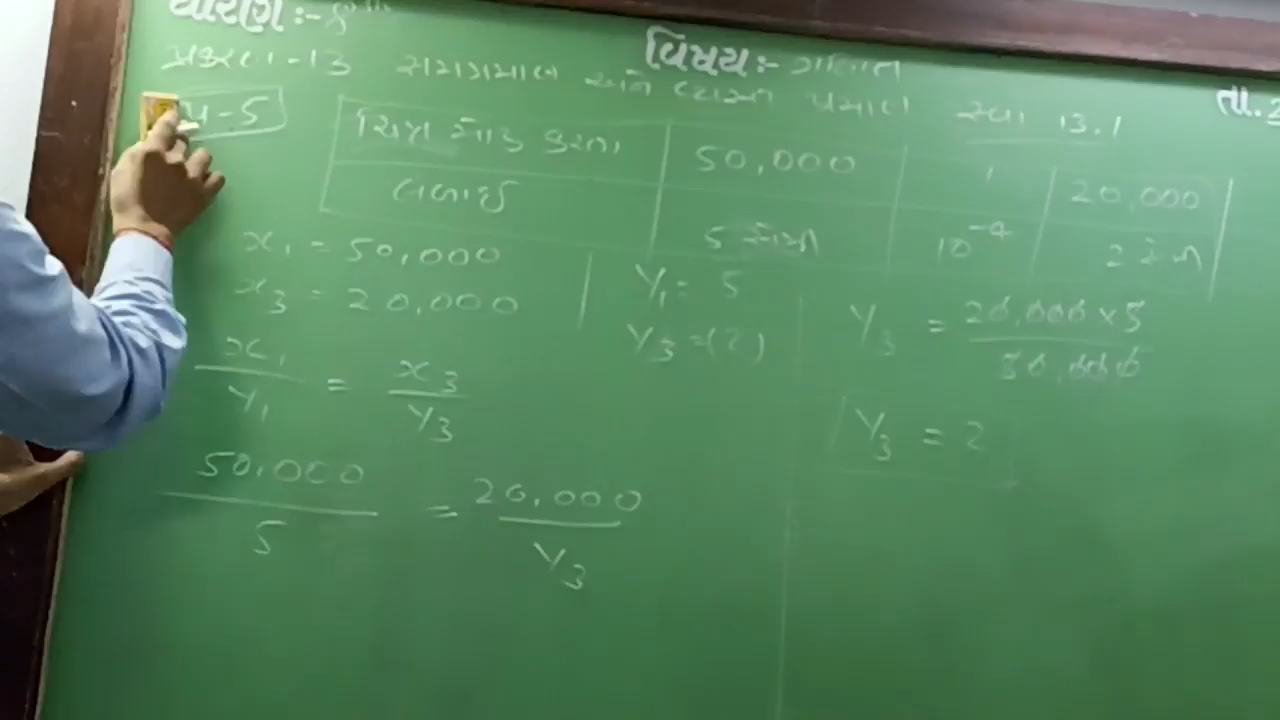 ધોરણ:-
વિષય:- ગણિત
તા.
પ્રકરણ-13 સમપ્રમાણ અને વ્યસ્ત પ્રમાણ સ્વા 13.1
-5
ચિત્ર મોટુ કરતા 50,000 1 20,000
લંબાઈ 5 સેમી 10⁻⁴ 2 સેમી
x₁ = 50,000
x₃ = 20,000
Y₁ = 5
Y₃ = (?)
x₁/Y₁ = x₃/Y₃
50,000/5 = 20,000/Y₃
Y₃ = 20,000 x 5/50,000
Y₃ = 2